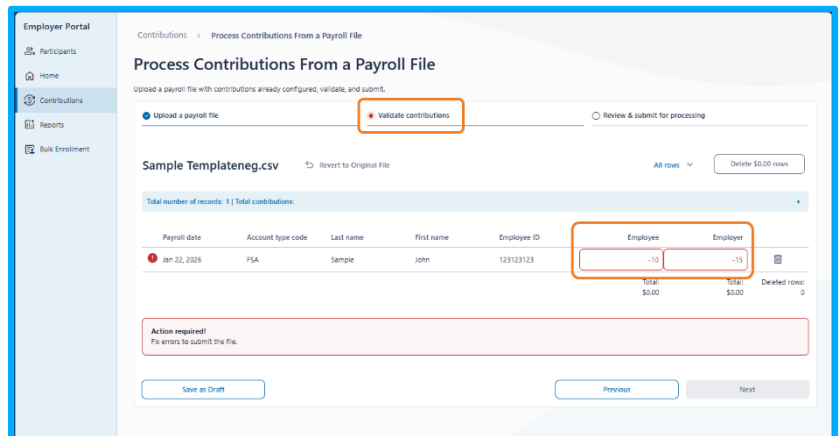 Employer Portal
Participants
Home
Contributions
Reports
Bulk Enrollment
Contributions > Process Contributions From a Payroll File
Process Contributions From a Payroll File
Upload a payroll file with contributions already configured, validate, and submit.
Upload a payroll file Validate contributions Review & submit for processing
Sample Templateneg.csv Revert to Original File All rows Delete $0.00 rows
Total number of records: 1 | Total contributions:
Payroll date Account type code Last name First name Employee ID Employee Employer
Jan 22, 2026 FSA Sample John 123123123 -10 -15
Total: Total: Deleted rows:
$0.00 $0.00 0
Action required!
Fix errors to submit the file.
Save as Draft Previous Next